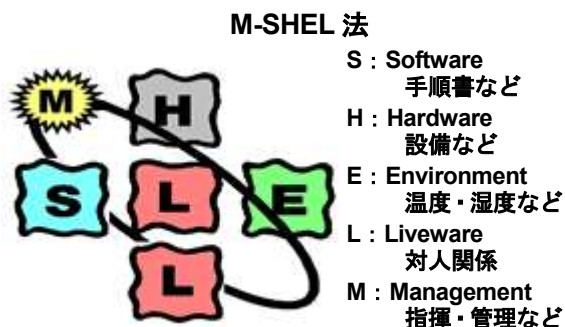 M-SHEL 法
M
H
S
L
E
L
S：Software
手順書など
H：Hardware
設備など
E：Environment
温度・湿度など
L：Liveware
対人関係
M：Management
指揮・管理など